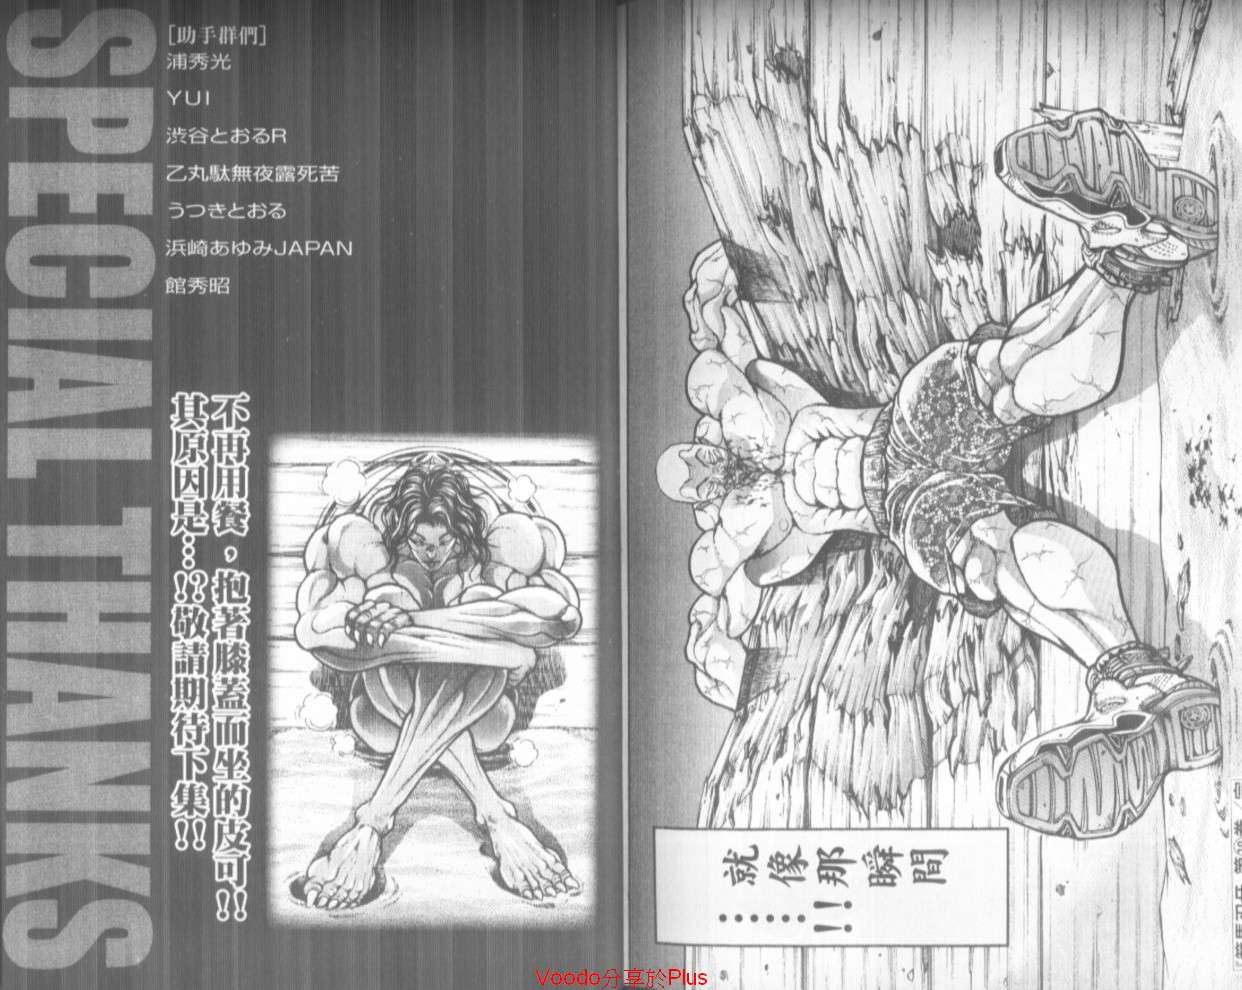 SPECIAL THANKS
[助手群們]
浦秀光
YUI
渋谷とおるR
乙丸駄無夜露死苦
うつきとおる
浜崎あゆみJAPAN
館秀昭
不再用餐，抱著膝蓋而坐的皮可!!
其原因是…!?敬請期待下集!!
就像那瞬間……!!
Voodo分享於Plus